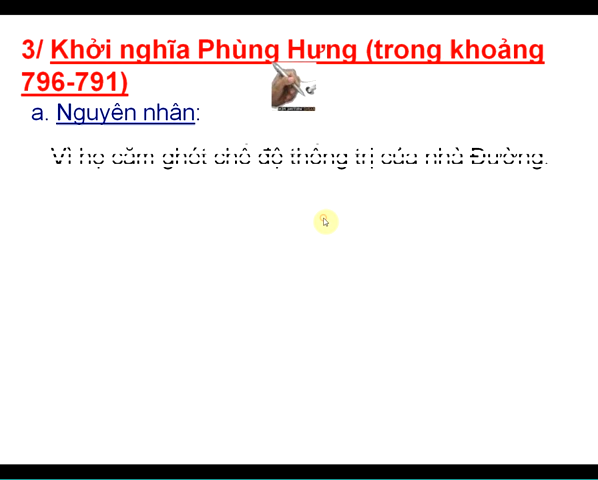 3/ Khởi nghĩa Phùng Hưng (trong khoảng
796-791)
a. Nguyên nhân:
Vì họ căm ghét chế độ thống trị của nhà Đường.